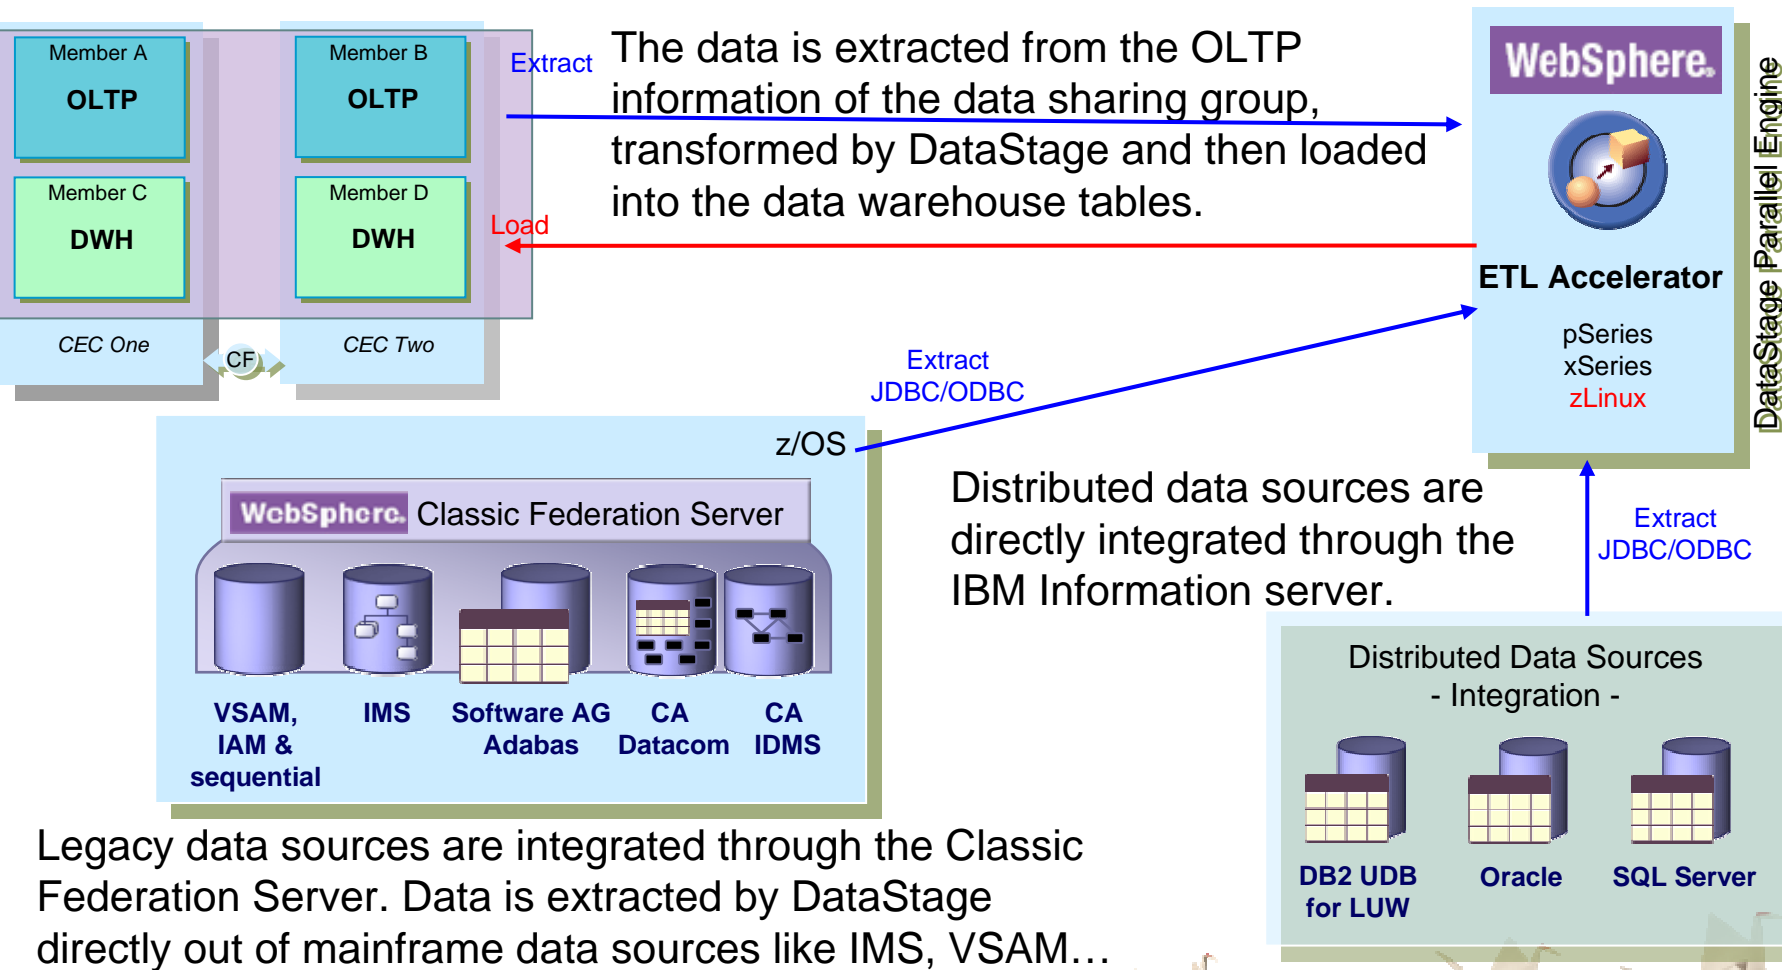 Member A
OLTP
Member B
OLTP
Member C
DWH
Member D
DWH
CEC One
CF
CEC Two
Extract
Load
The data is extracted from the OLTP
information of the data sharing group,
transformed by DataStage and then loaded
into the data warehouse tables.
WebSphere.
ETL Accelerator
pSeries
xSeries
zLinux
DataStage Parallel Engine
Extract
JDBC/ODBC
z/OS
WebSphere. Classic Federation Server
VSAM,
IAM &
sequential
IMS
Software AG
Adabas
CA
Datacom
CA
IDMS
Distributed data sources are
directly integrated through the
IBM Information server.
Extract
JDBC/ODBC
Distributed Data Sources
- Integration -
DB2 UDB
for LUW
Oracle
SQL Server
Legacy data sources are integrated through the Classic
Federation Server. Data is extracted by DataStage
directly out of mainframe data sources like IMS, VSAM…